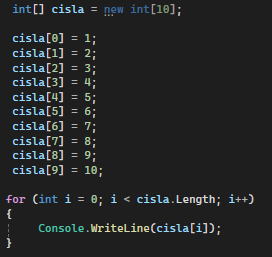 int[] cisla = new int[10];
cisla[0] = 1;
cisla[1] = 2;
cisla[2] = 3;
cisla[3] = 4;
cisla[4] = 5;
cisla[5] = 6;
cisla[6] = 7;
cisla[7] = 8;
cisla[8] = 9;
cisla[9] = 10;
for (int i = 0; i < cisla.Length; i++)
{
Console.WriteLine(cisla[i]);
}